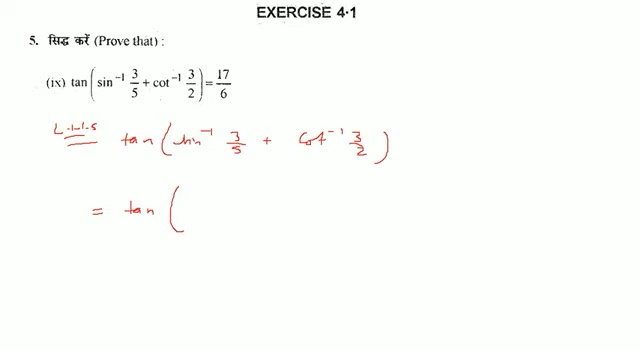 EXERCISE 4·1
5. सिद्ध करें (Prove that) :
(ix) tan(sin⁻¹ 3/5 + cot⁻¹ 3/2) = 17/6
L.H.S tan(sin⁻¹ 3/5 + cot⁻¹ 3/2)
= tan(